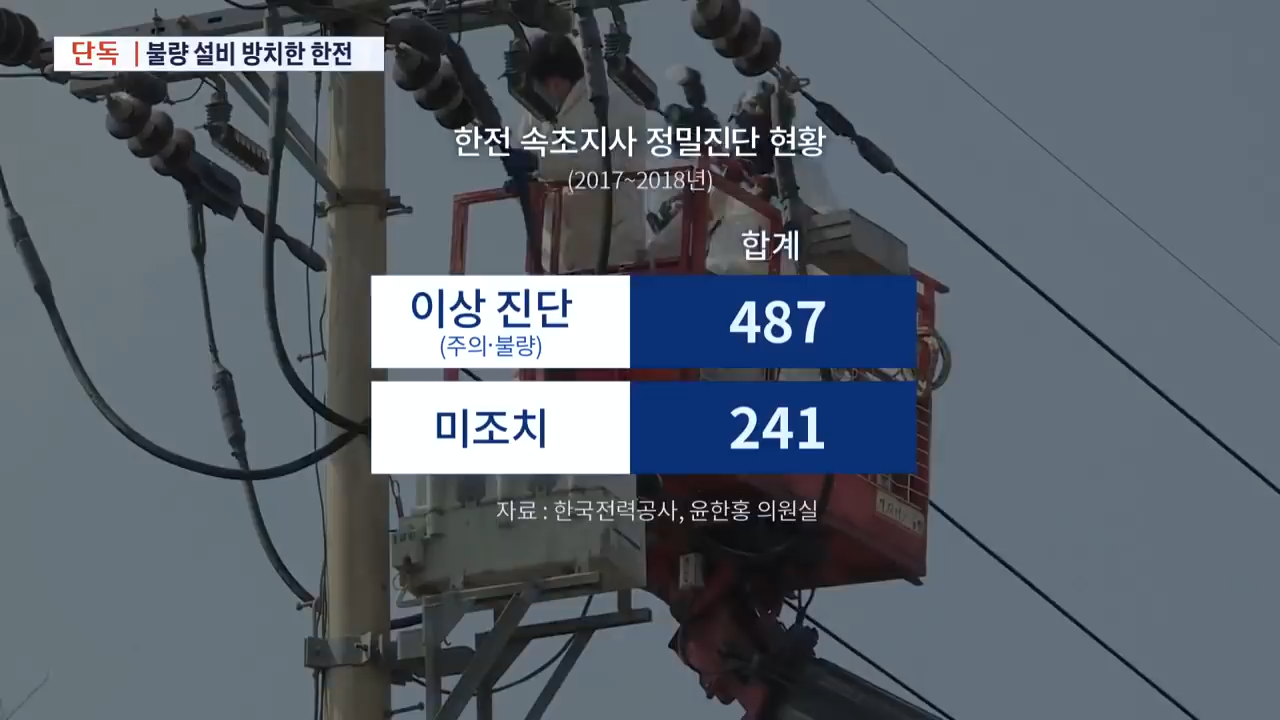 단독 | 불량 설비 방치한 한전
한전 속초지사 정밀진단 현황
(2017~2018년)
합계
이상 진단 487
(주의·불량)
미조치 241
자료 : 한국전력공사, 윤한홍 의원실